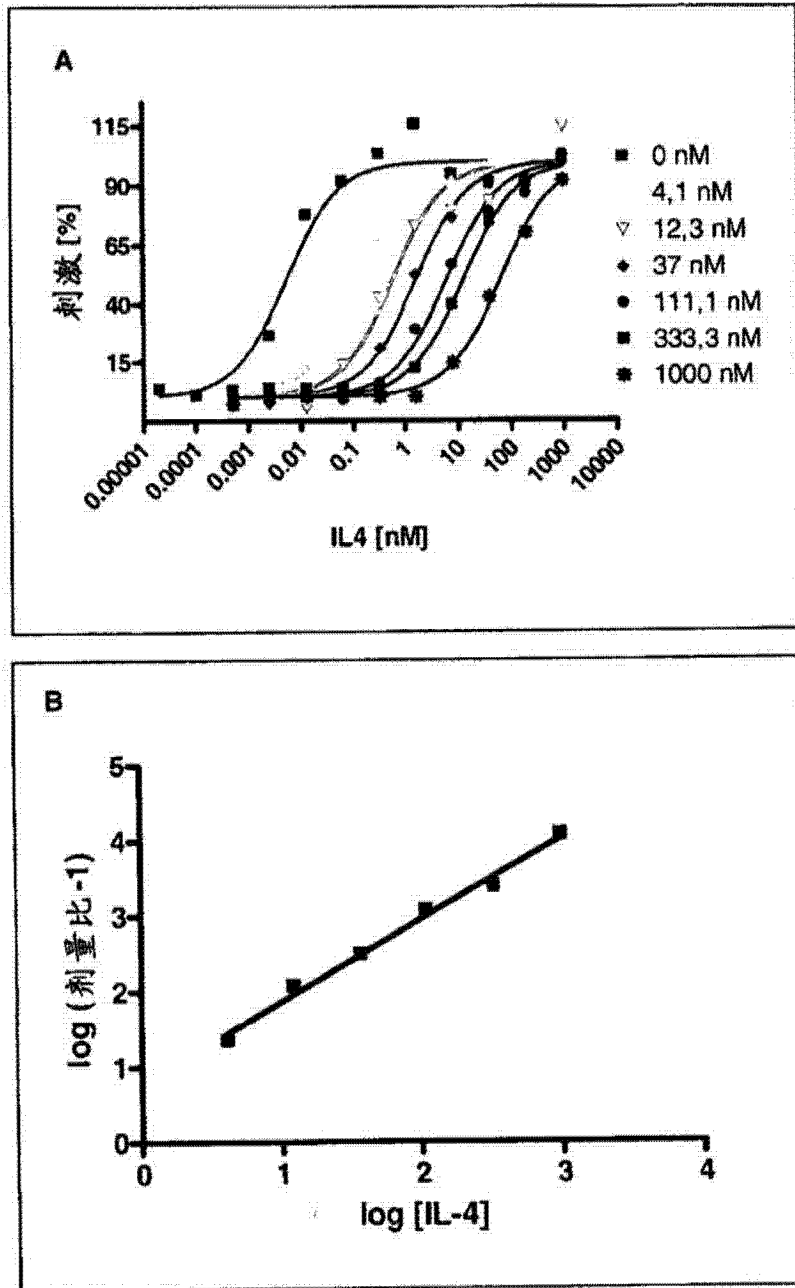 A
115
90
65
40
15
刺激 [%]
0.00001
0.0001
0.001
0.01
0.1
1
10
100
1000
10000
IL4 [nM]
0 nM
4,1 nM
12,3 nM
37 nM
111,1 nM
333,3 nM
1000 nM
B
5
4
3
2
1
0
log (剂量比-1)
0
1
2
3
4
log [IL-4]